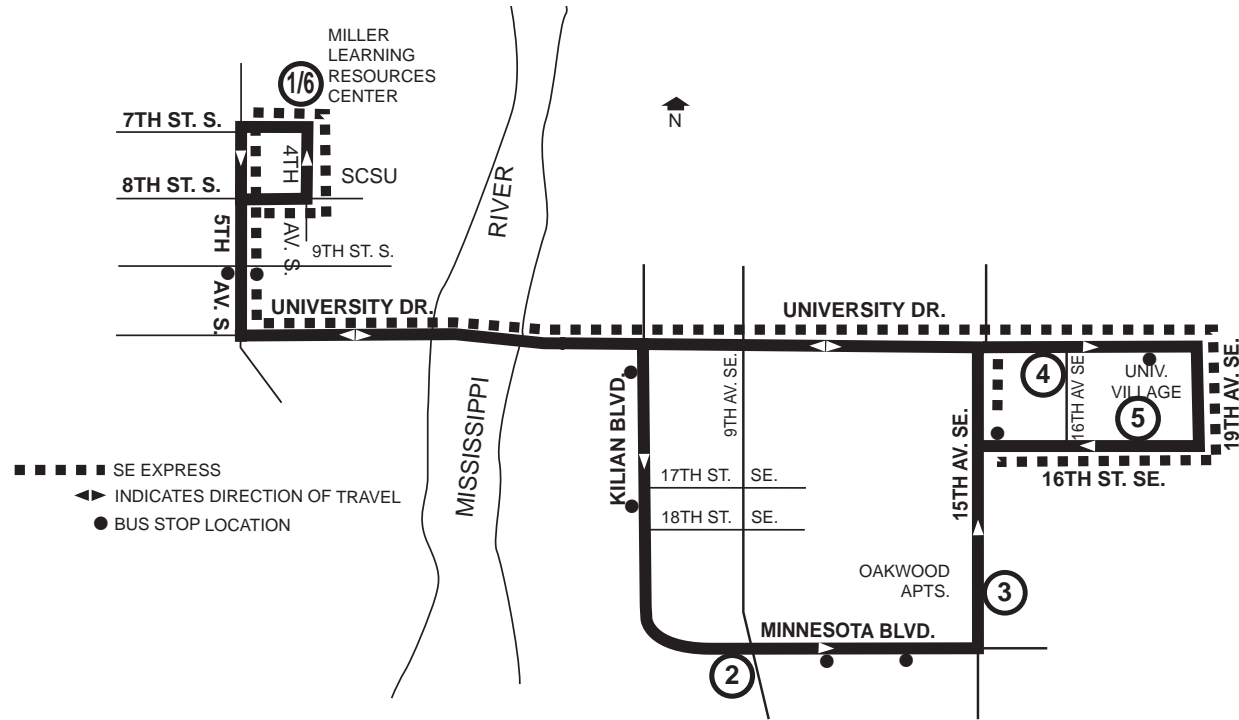 MILLER
LEARNING
RESOURCES
CENTER
1/6
N
7TH ST. S.
4TH
AV. S.
SCSU
8TH ST. S.
5TH
AV. S.
9TH ST. S.
RIVER
MISSISSIPPI
UNIVERSITY DR.
UNIVERSITY DR.
KILIAN BLVD.
9TH AV. SE.
4
16TH AV SE
UNIV.
VILLAGE
5
19TH AV. SE.
16TH ST. SE.
15TH AV. SE.
17TH ST. SE.
18TH ST. SE.
SE EXPRESS
INDICATES DIRECTION OF TRAVEL
BUS STOP LOCATION
OAKWOOD
APTS.
3
MINNESOTA BLVD.
2